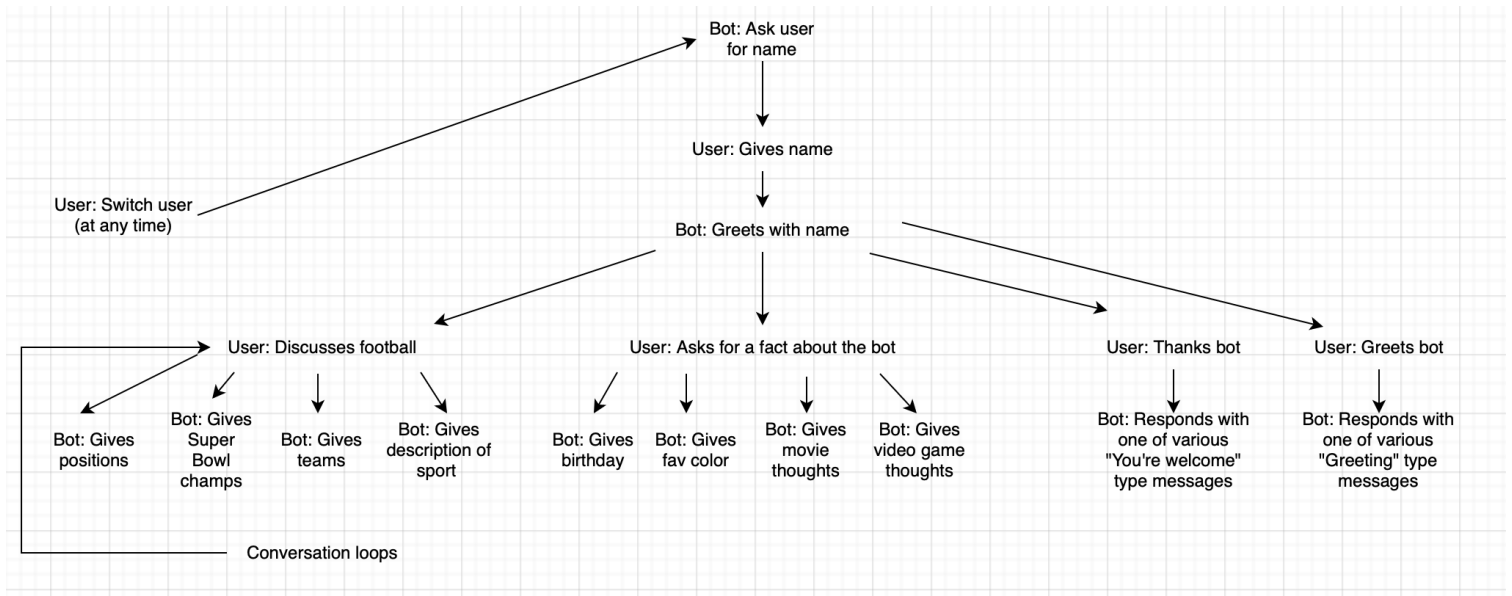 Bot: Ask user
for name
User: Gives name
User: Switch user
(at any time)
Bot: Greets with name
User: Discusses football
User: Asks for a fact about the bot
User: Thanks bot
User: Greets bot
Bot: Gives
positions
Bot: Gives
Super
Bowl
champs
Bot: Gives
teams
Bot: Gives
description of
sport
Bot: Gives
birthday
Bot: Gives
fav color
Bot: Gives
movie
thoughts
Bot: Gives
video game
thoughts
Bot: Responds with
one of various
"You're welcome"
type messages
Bot: Responds with
one of various
"Greeting" type
messages
Conversation loops